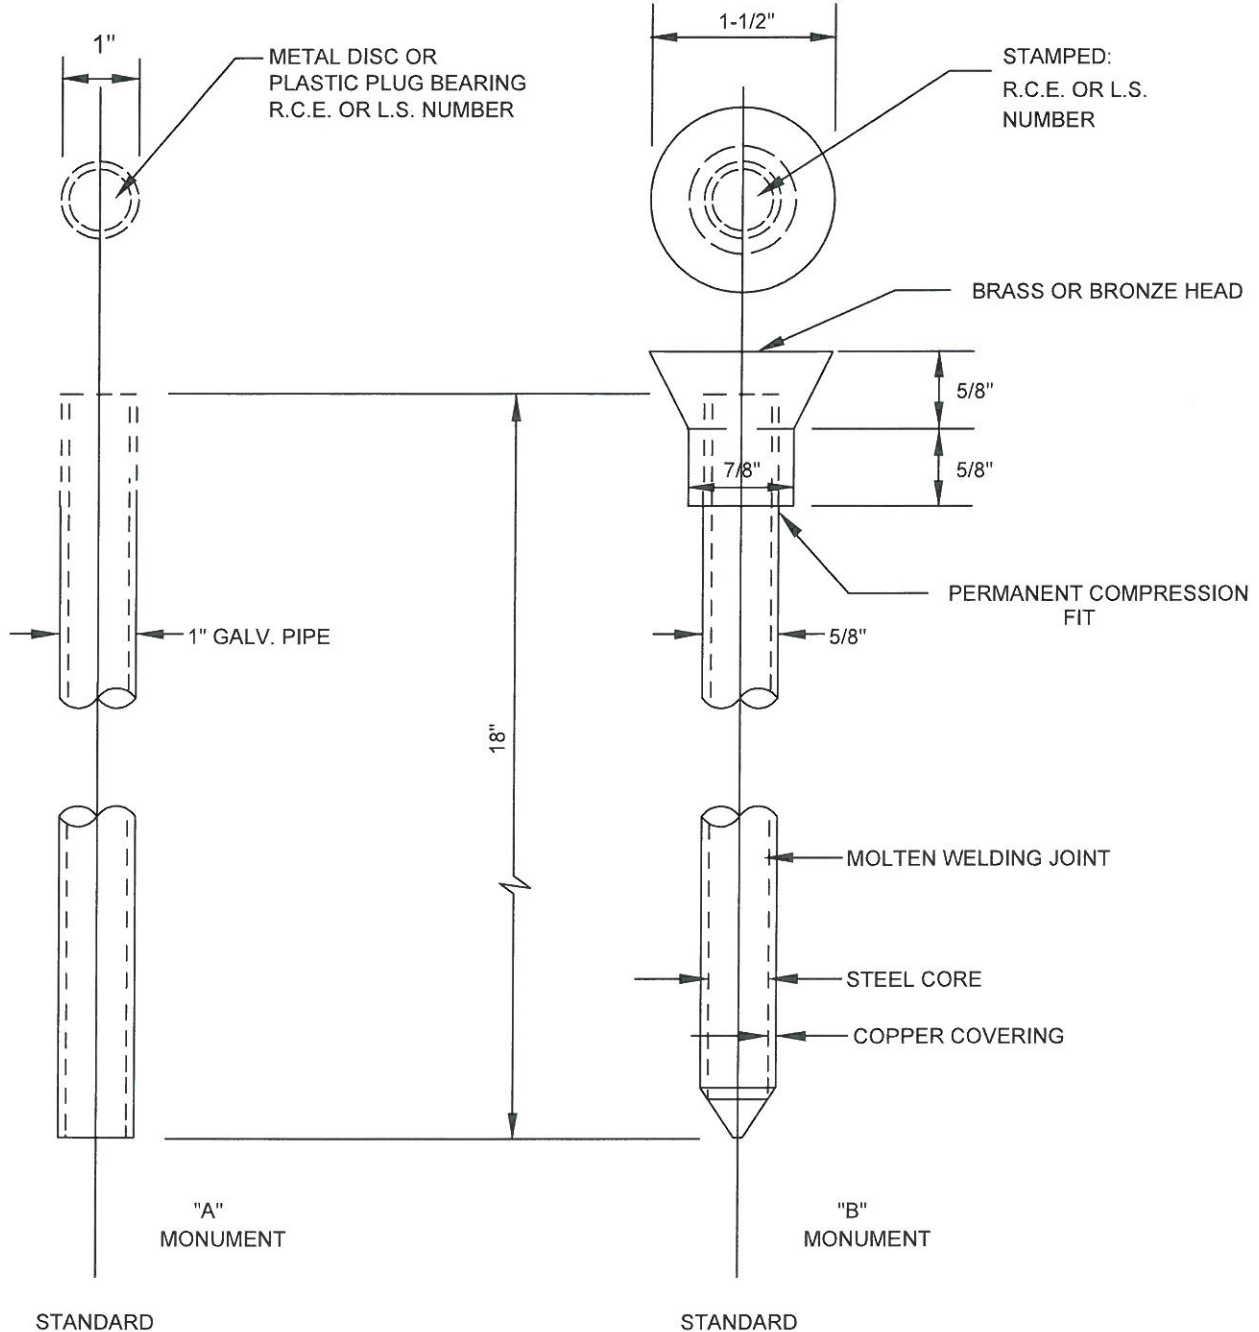 1"
METAL DISC OR
PLASTIC PLUG BEARING
R.C.E. OR L.S. NUMBER
1-1/2"
STAMPED:
R.C.E. OR L.S.
NUMBER
BRASS OR BRONZE HEAD
5/8"
5/8"
7/8"
PERMANENT COMPRESSION
FIT
1" GALV. PIPE
5/8"
18"
MOLTEN WELDING JOINT
STEEL CORE
COPPER COVERING
"A"
MONUMENT
"B"
MONUMENT
STANDARD
STANDARD